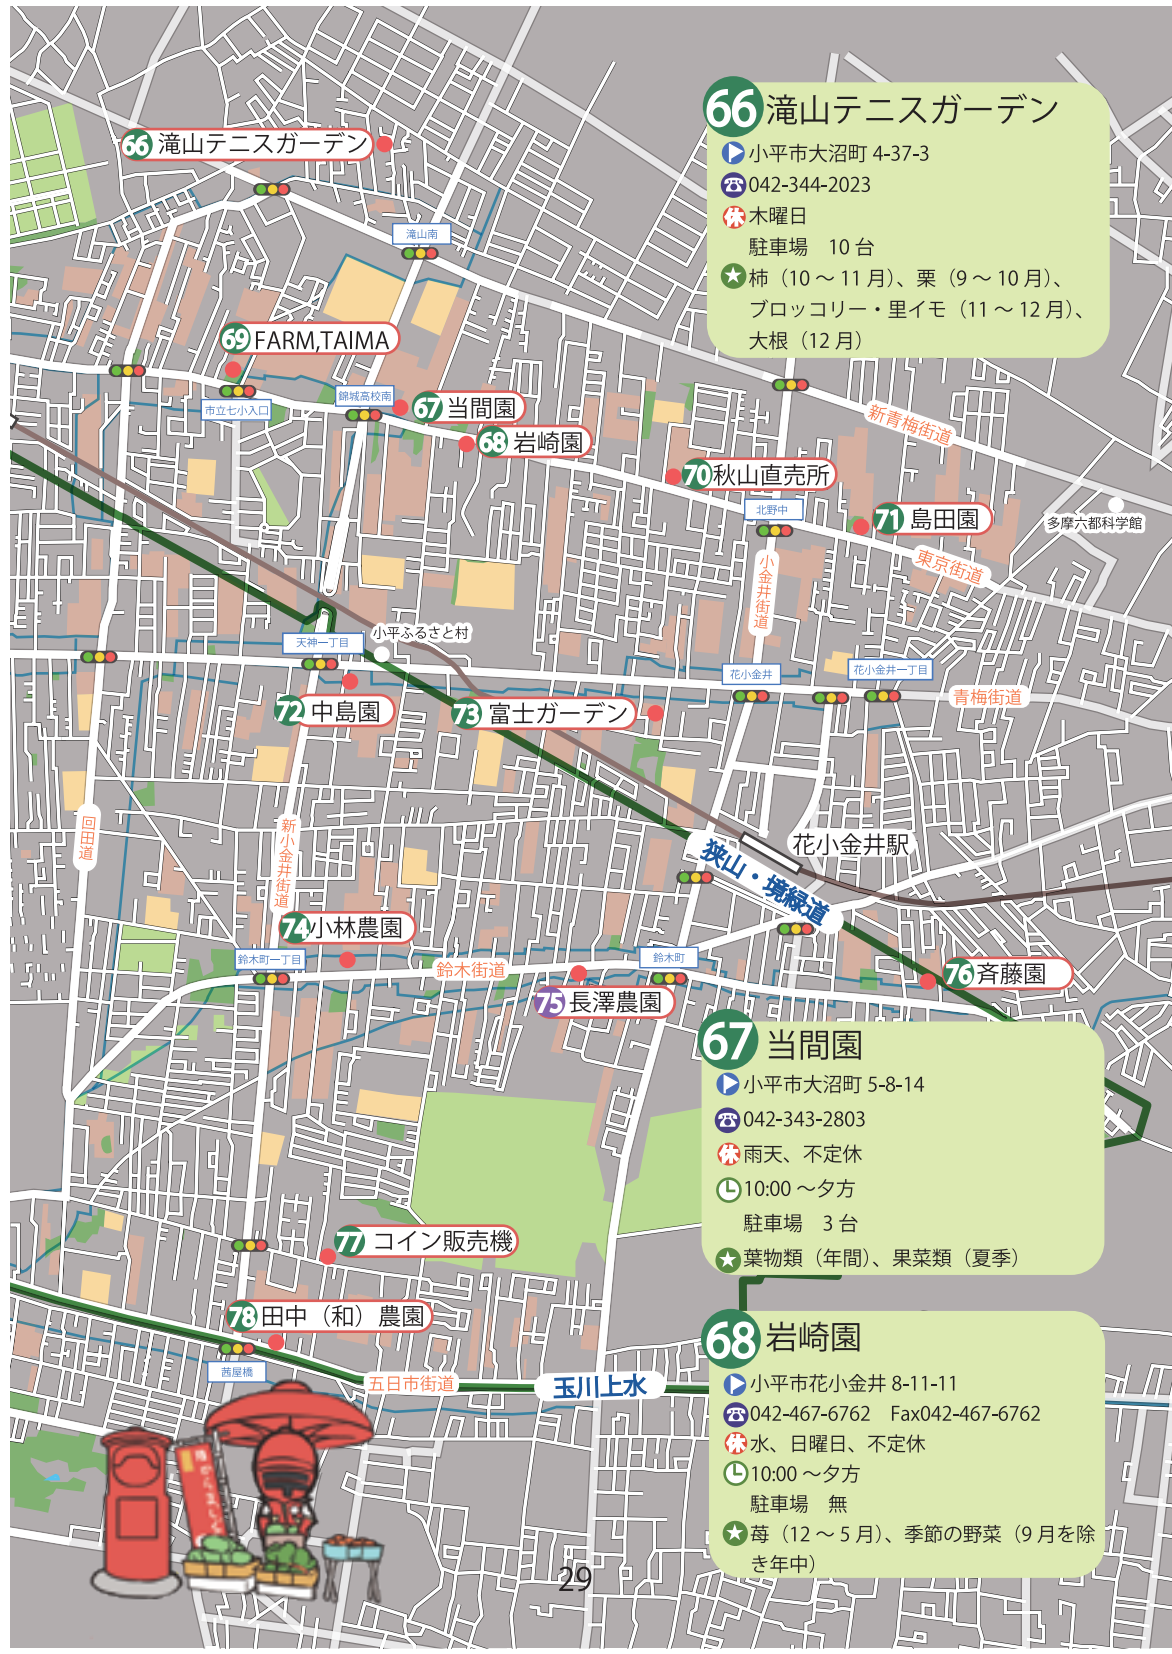 66 滝山テニスガーデン
小平市大沼町 4-37-3
042-344-2023
休 木曜日
駐車場 10 台
柿（10 ～ 11 月）、栗（9 ～ 10 月）、
ブロッコリー・里イモ（11 ～ 12 月）、
大根（12 月）
66 滝山テニスガーデン
滝山南
69 FARM,TAIMA
市立七小入口
錦城高校南
67 当間園
68 岩崎園
新青梅街道
70 秋山直売所
北野中
71 島田園
多摩六都科学館
東京街道
小金井街道
天神一丁目
小平ふるさと村
花小金井
花小金井一丁目
青梅街道
72 中島園
73 富士ガーデン
回田道
新小金井街道
花小金井駅
狭山・境緑道
74 小林農園
鈴木町一丁目
鈴木街道
鈴木町
75 長澤農園
76 斉藤園
67 当間園
小平市大沼町 5-8-14
042-343-2803
休 雨天、不定休
10:00 ～夕方
駐車場 3 台
葉物類（年間）、果菜類（夏季）
77 コイン販売機
78 田中（和）農園
茜屋橋
五日市街道
玉川上水
68 岩崎園
小平市花小金井 8-11-11
042-467-6762 Fax042-467-6762
休 水、日曜日、不定休
10:00 ～夕方
駐車場 無
苺（12 ～ 5 月）、季節の野菜（9 月を除
き年中）
29